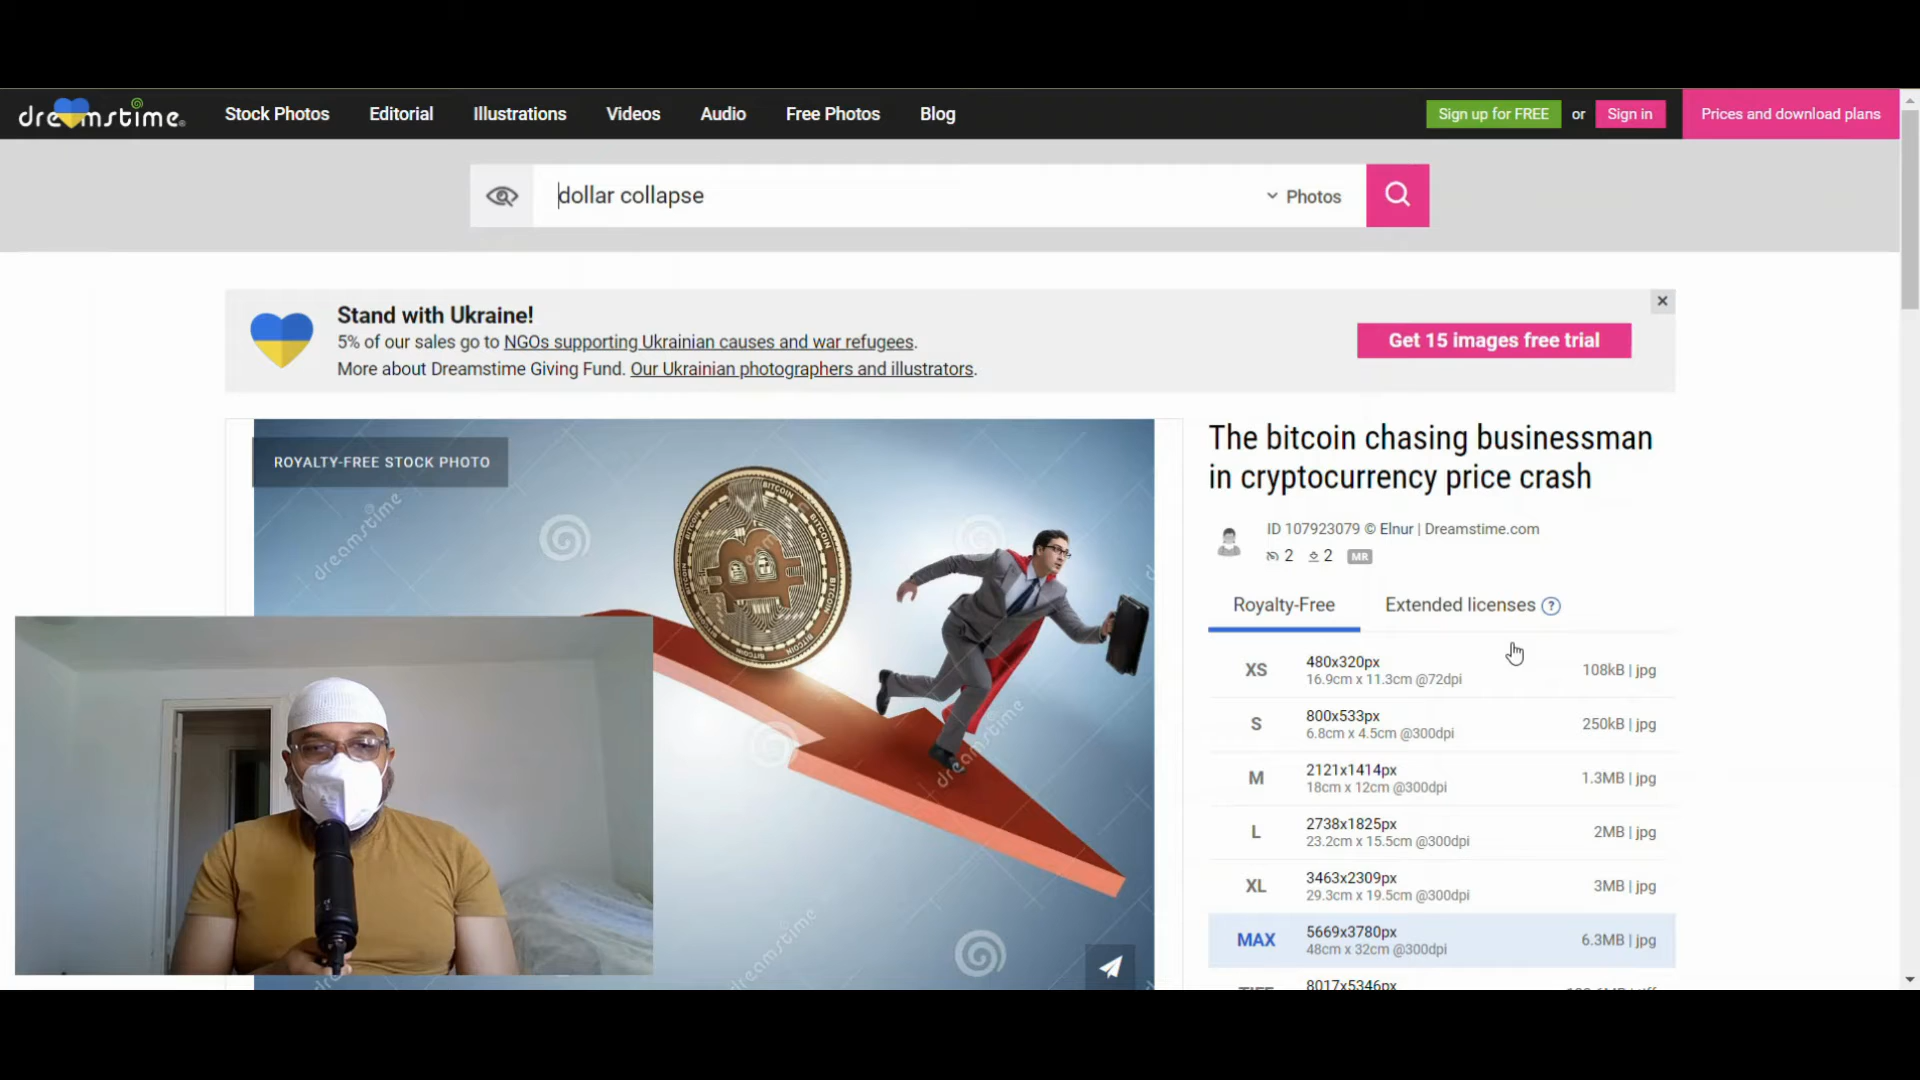 dreamstime
Stock Photos
Editorial
Illustrations
Videos
Audio
Free Photos
Blog
Sign up for FREE
or
Sign in
Prices and download plans
dollar collapse
Photos
Stand with Ukraine!
5% of our sales go to NGOs supporting Ukrainian causes and war refugees.
More about Dreamstime Giving Fund. Our Ukrainian photographers and illustrators.
Get 15 images free trial
ROYALTY-FREE STOCK PHOTO
BITCOIN
dreamstime
dreamstime
dreamstime
dreamstime
The bitcoin chasing businessman
in cryptocurrency price crash
ID 107923079 © Elnur | Dreamstime.com
2 2 MR
Royalty-Free
Extended licenses ?
XS 480x320px 108kB | jpg
16.9cm x 11.3cm @72dpi
S 800x533px 250kB | jpg
6.8cm x 4.5cm @300dpi
M 2121x1414px 1.3MB | jpg
18cm x 12cm @300dpi
L 2738x1825px 2MB | jpg
23.2cm x 15.5cm @300dpi
XL 3463x2309px 3MB | jpg
29.3cm x 19.5cm @300dpi
MAX 5669x3780px 6.3MB | jpg
48cm x 32cm @300dpi
8017x5346px